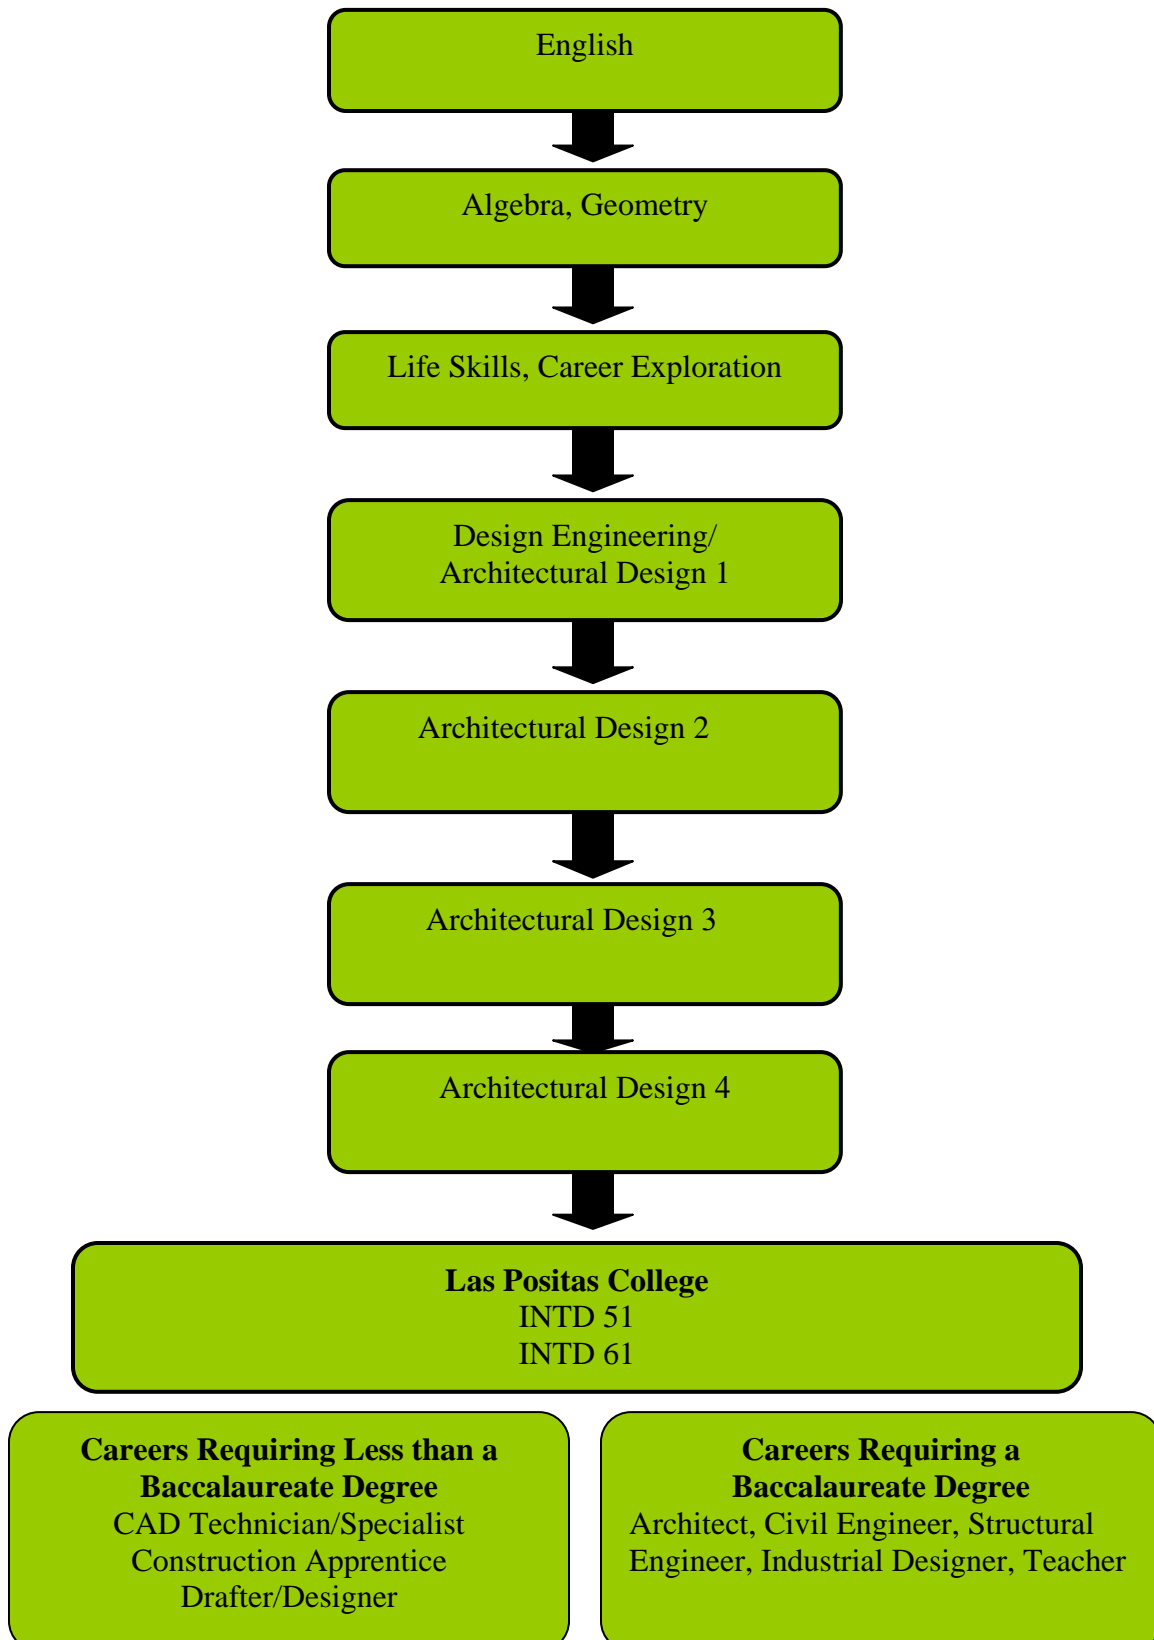 English
Algebra, Geometry
Life Skills, Career Exploration
Design Engineering/
Architectural Design 1
Architectural Design 2
Architectural Design 3
Architectural Design 4
Las Positas College
INTD 51
INTD 61
Careers Requiring Less than a
Baccalaureate Degree
CAD Technician/Specialist
Construction Apprentice
Drafter/Designer
Careers Requiring a
Baccalaureate Degree
Architect, Civil Engineer, Structural
Engineer, Industrial Designer, Teacher